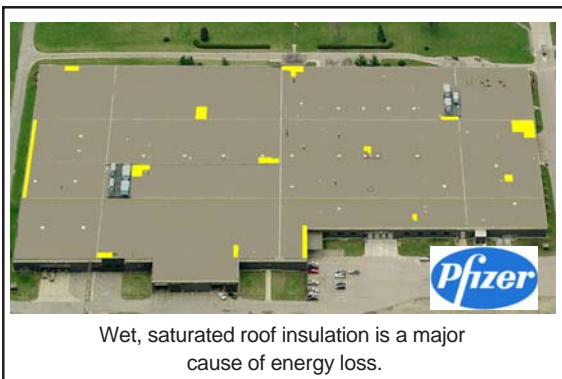 Pfizer
Wet, saturated roof insulation is a major
cause of energy loss.